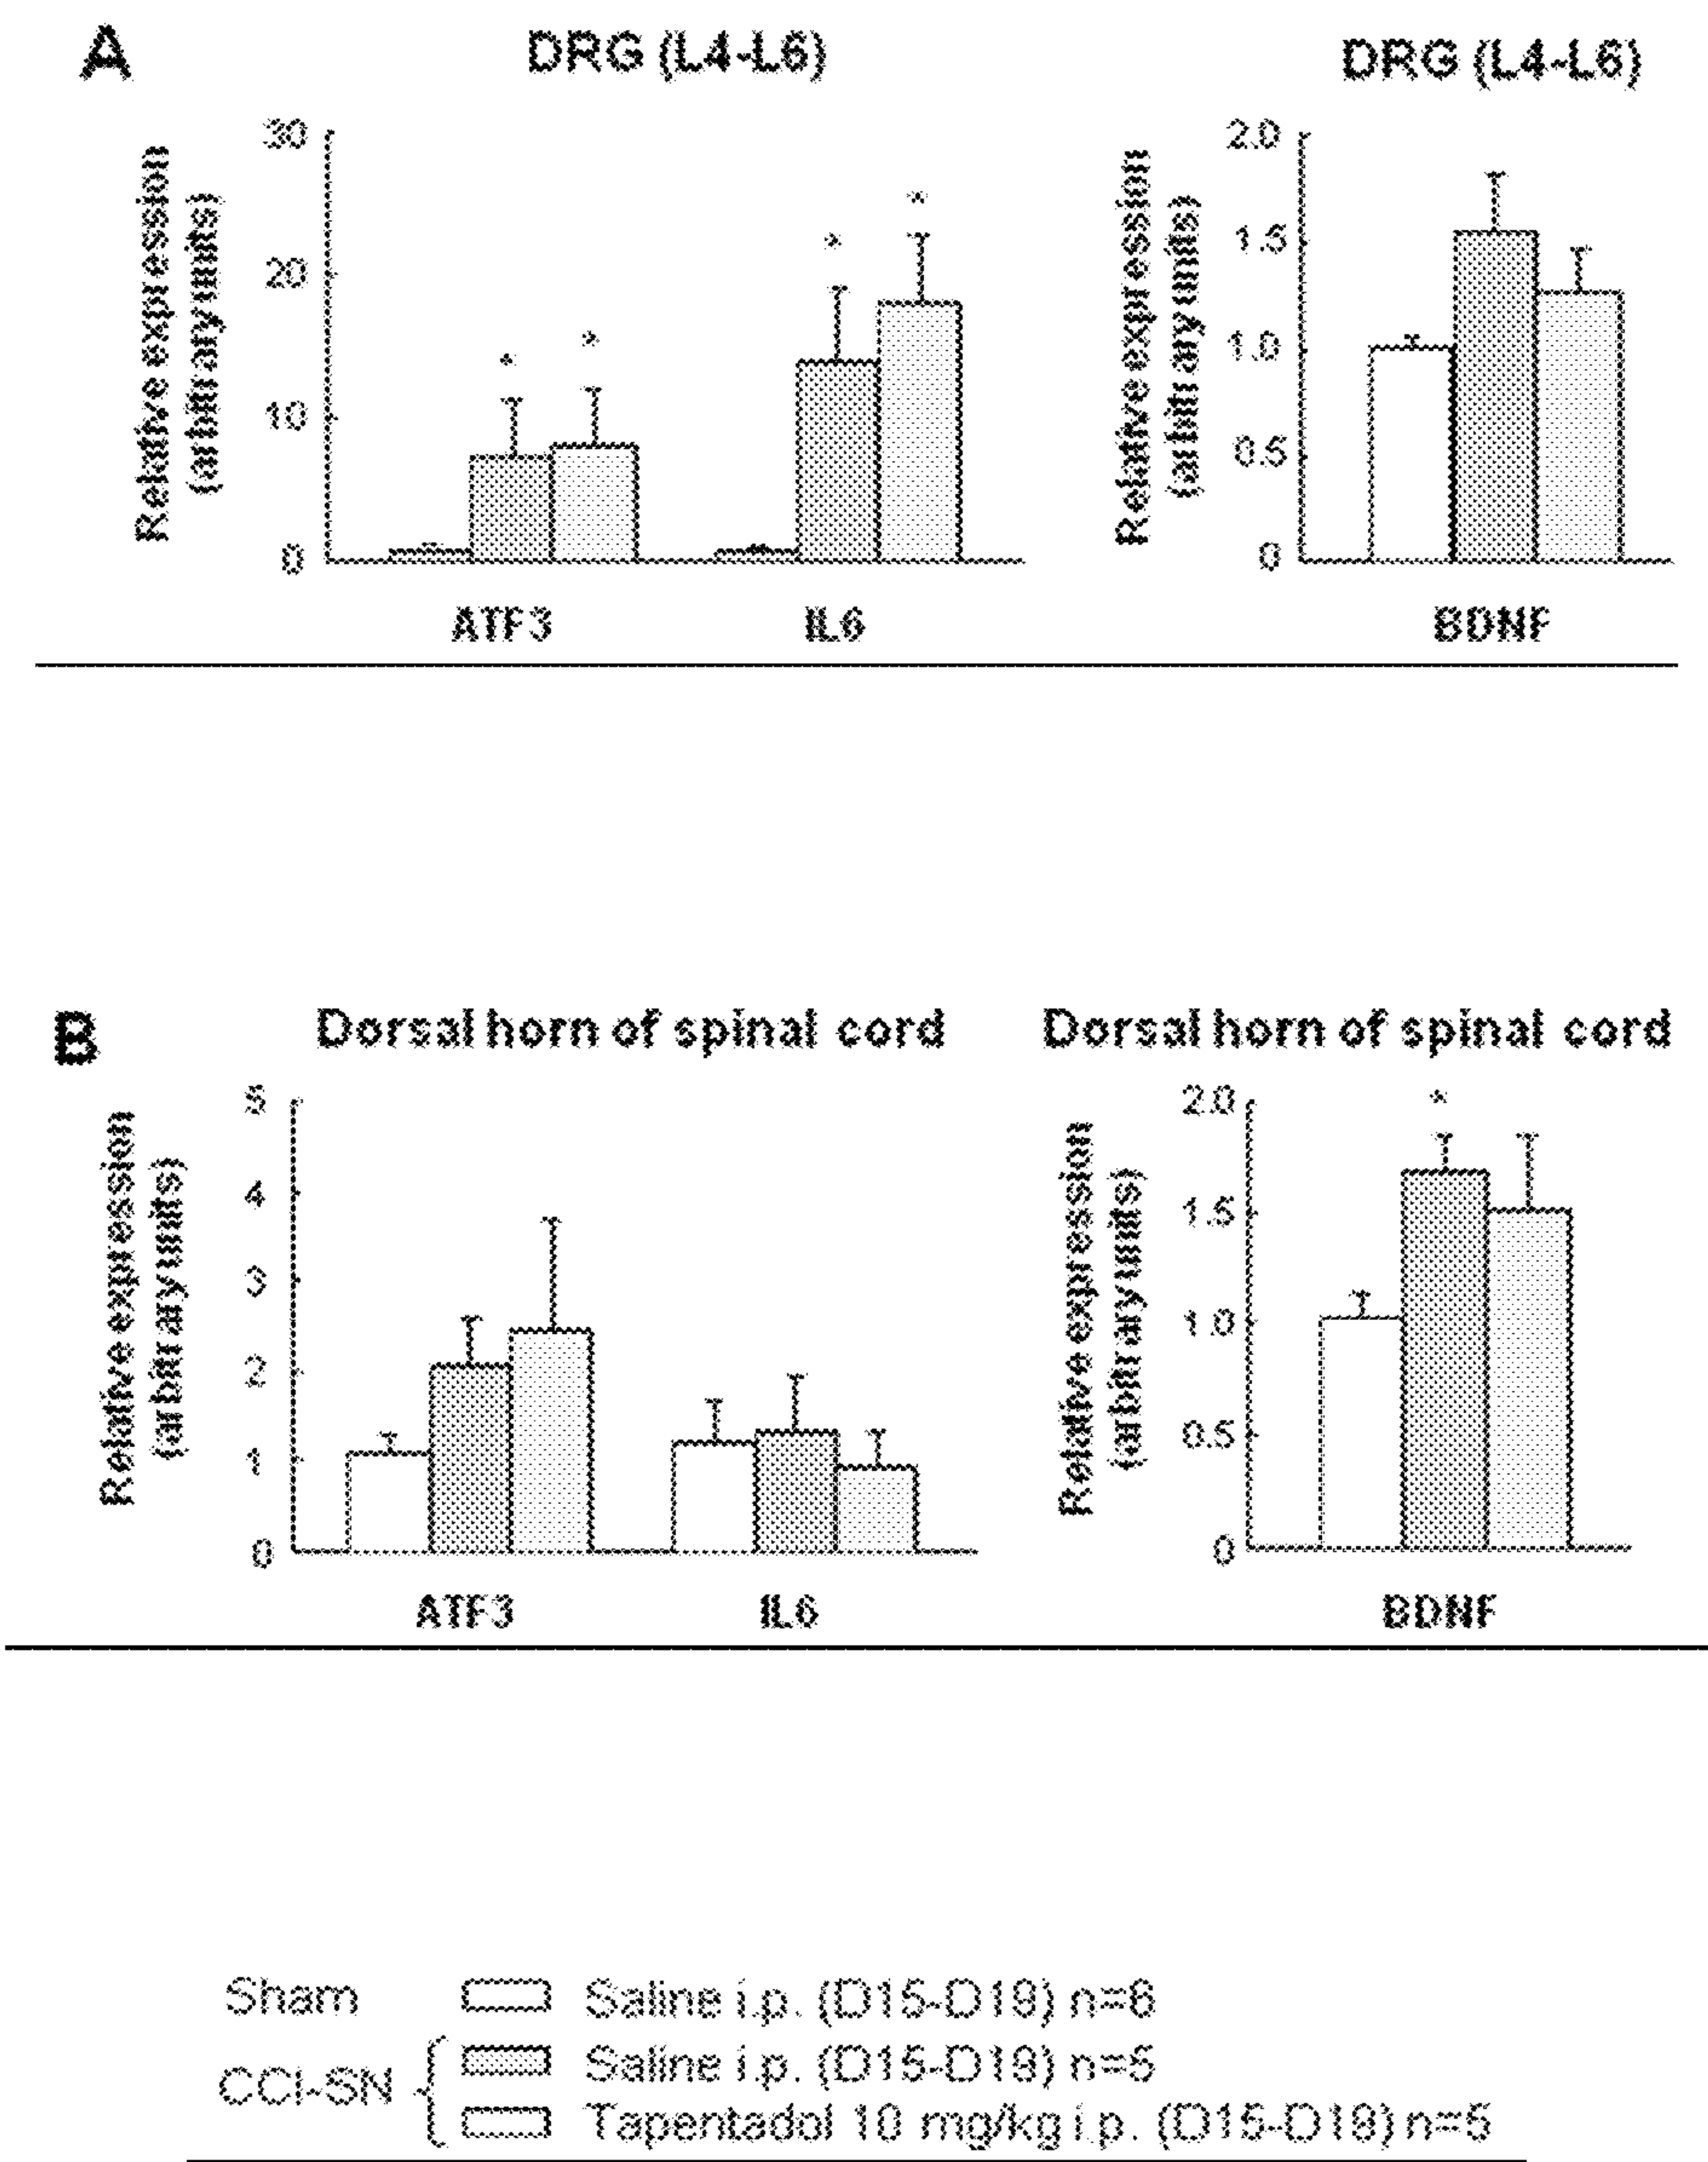 A
DRG (L4-L6)
DRG (L4-L6)
Relative expression
(arbitrary units)
30
20
10
0
*
*
*
*
ATF3
IL6
Relative expression
(arbitrary units)
2.0
1.5
1.0
0.5
0
BDNF
B
Dorsal horn of spinal cord
Dorsal horn of spinal cord
Relative expression
(arbitrary units)
5
4
3
2
1
0
ATF3
IL6
Relative expression
(arbitrary units)
2.0
1.5
1.0
0.5
0
*
BDNF
Sham
Saline i.p. (D15-D19) n=6
CCI-SN
Saline i.p. (D15-D19) n=5
Tapentadol 10 mg/kg i.p. (D15-D19) n=5